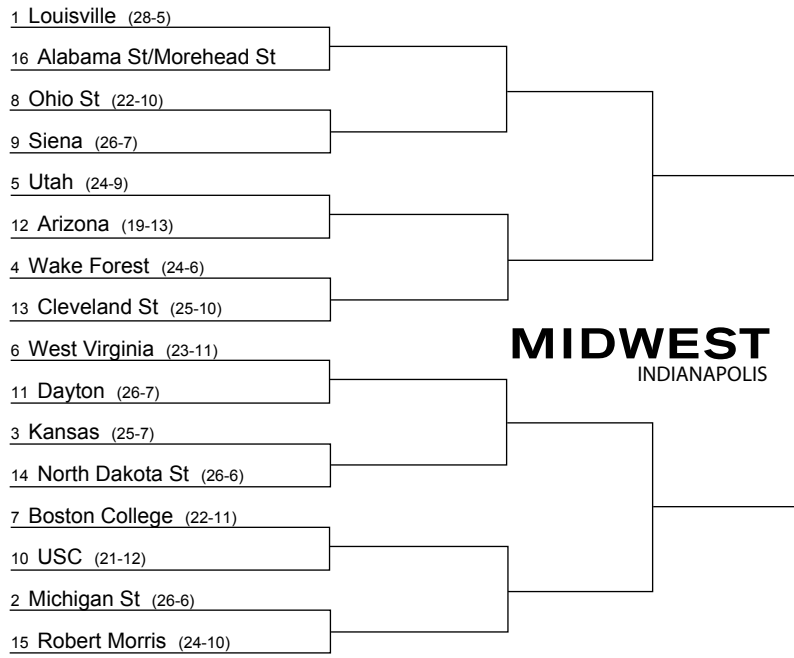 1 Louisville (28-5)
16 Alabama St/Morehead St
8 Ohio St (22-10)
9 Siena (26-7)
5 Utah (24-9)
12 Arizona (19-13)
4 Wake Forest (24-6)
13 Cleveland St (25-10)
6 West Virginia (23-11)
11 Dayton (26-7)
3 Kansas (25-7)
14 North Dakota St (26-6)
7 Boston College (22-11)
10 USC (21-12)
2 Michigan St (26-6)
15 Robert Morris (24-10)
MIDWEST
INDIANAPOLIS